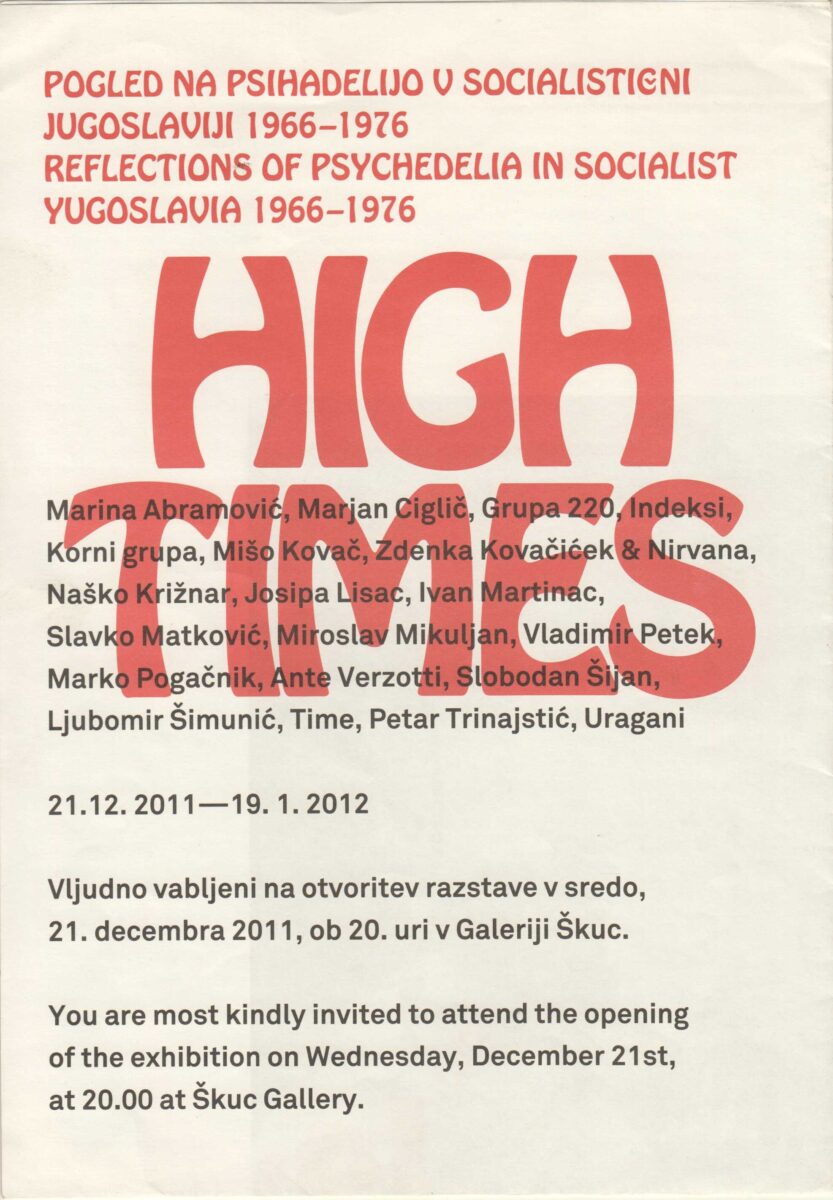 POGLED NA PSIHADELIJO V SOCIALISTIČNI
JUGOSLAVIJI 1966–1976
REFLECTIONS OF PSYCHEDELIA IN SOCIALIST
YUGOSLAVIA 1966–1976
HIGH
TIMES
Marina Abramović, Marjan Ciglič, Grupa 220, Indeksi,
Korni grupa, Mišo Kovač, Zdenka Kovačićek & Nirvana,
Naško Križnar, Josipa Lisac, Ivan Martinac,
Slavko Matković, Miroslav Mikuljan, Vladimir Petek,
Marko Pogačnik, Ante Verzotti, Slobodan Šijan,
Ljubomir Šimunić, Time, Petar Trinajstić, Uragani
21.12. 2011—19. 1. 2012
Vljudno vabljeni na otvoritev razstave v sredo,
21. decembra 2011, ob 20. uri v Galeriji Škuc.
You are most kindly invited to attend the opening
of the exhibition on Wednesday, December 21st,
at 20.00 at Škuc Gallery.